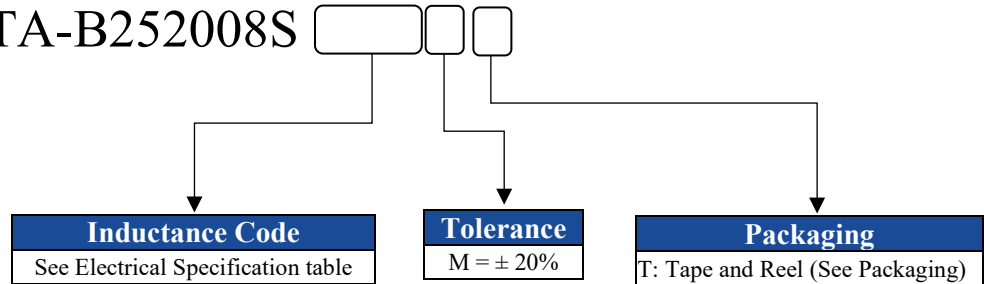 TA-B252008S
Inductance Code
See Electrical Specification table
Tolerance
M = ± 20%
Packaging
T: Tape and Reel (See Packaging)